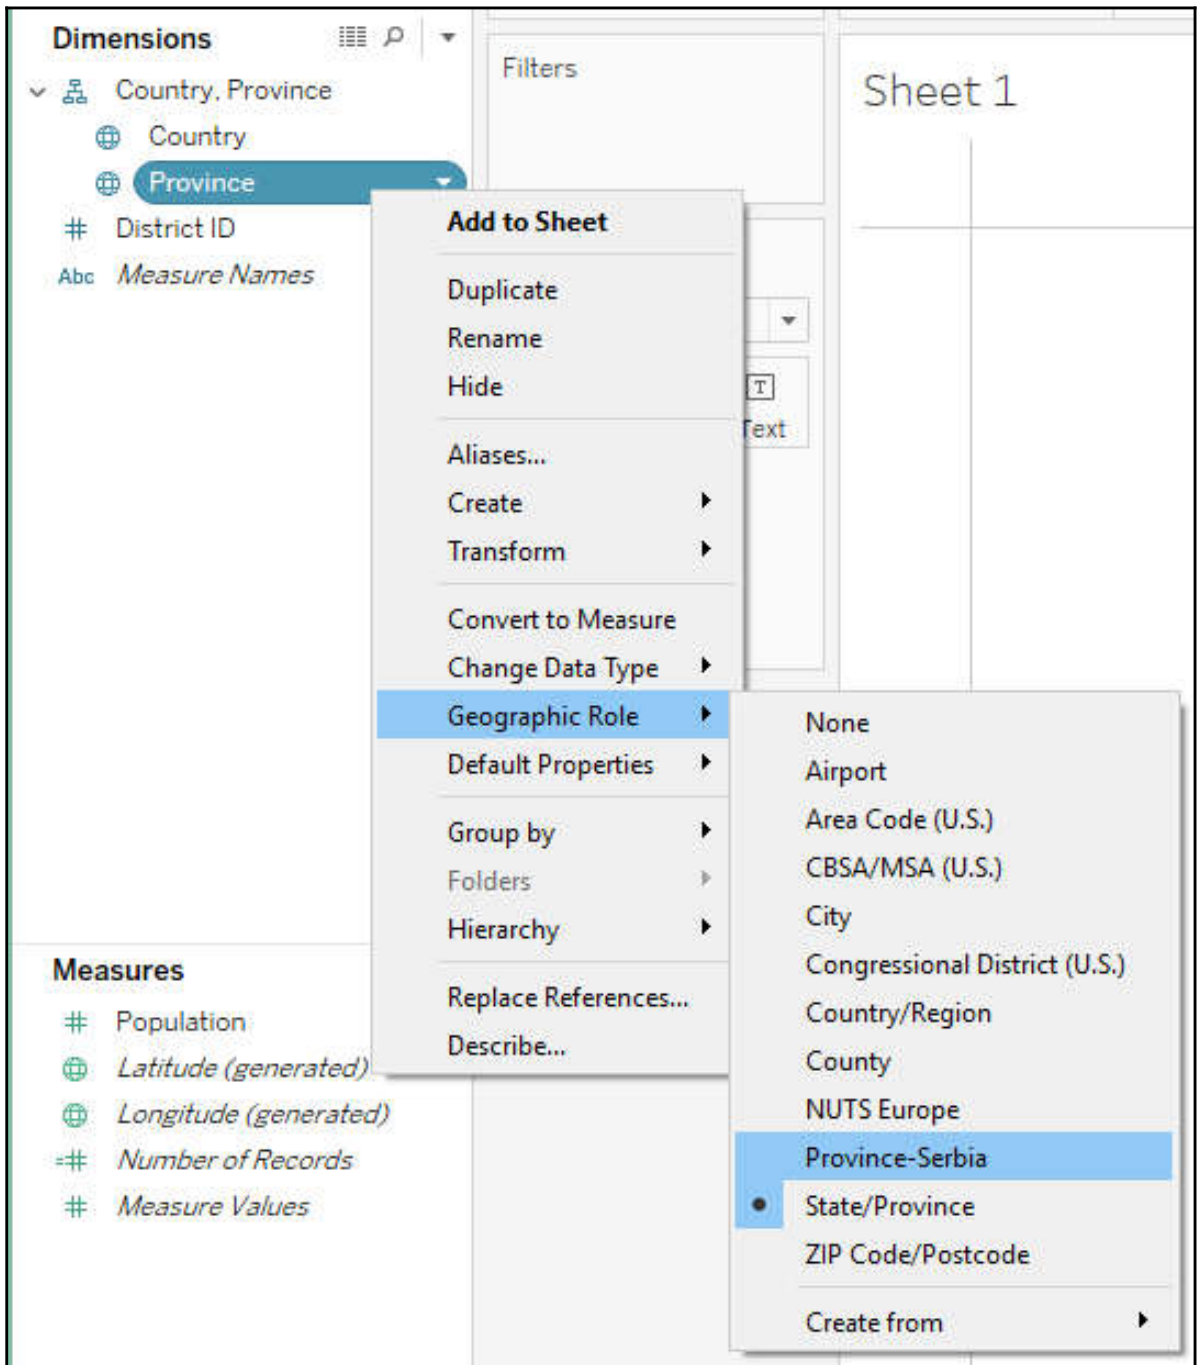 Dimensions
Country, Province
Country
Province
District ID
Abc Measure Names
Measures
Population
Latitude (generated)
Longitude (generated)
Number of Records
Measure Values
Filters
Sheet 1
Text
Add to Sheet
Duplicate
Rename
Hide
Aliases...
Create
Transform
Convert to Measure
Change Data Type
Geographic Role
Default Properties
Group by
Folders
Hierarchy
Replace References...
Describe...
None
Airport
Area Code (U.S.)
CBSA/MSA (U.S.)
City
Congressional District (U.S.)
Country/Region
County
NUTS Europe
Province-Serbia
State/Province
ZIP Code/Postcode
Create from